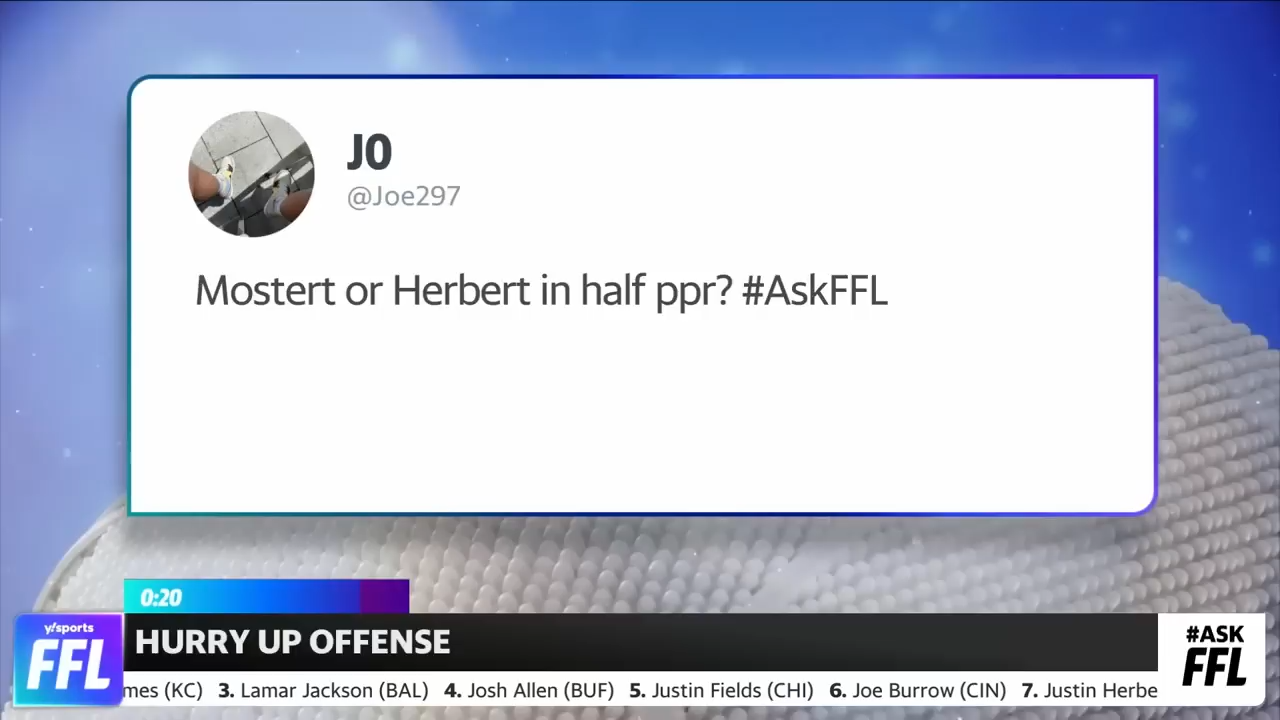 J0
@Joe297
Mostert or Herbert in half ppr? #AskFFL
0:20
y!sports
FFL
HURRY UP OFFENSE
#ASK
FFL
mes (KC) 3. Lamar Jackson (BAL) 4. Josh Allen (BUF) 5. Justin Fields (CHI) 6. Joe Burrow (CIN) 7. Justin Herbe